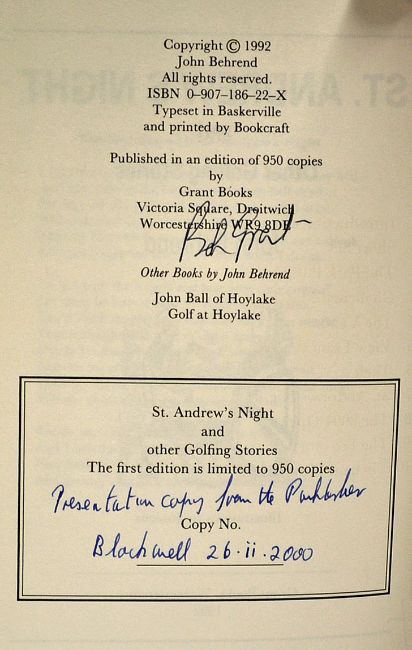 Copyright © 1992
John Behrend
All rights reserved.
ISBN 0–907–186–22–X
Typeset in Baskerville
and printed by Bookcraft
Published in an edition of 950 copies
by
Grant Books
Victoria Square, Droitwich
Worcestershire WR9 8DE
Bob Grant
Other Books by John Behrend
John Ball of Hoylake
Golf at Hoylake
St. Andrew's Night
and
other Golfing Stories
The first edition is limited to 950 copies
Presentation copy from the Publisher
Copy No.
Blackwell 26·ii·2000